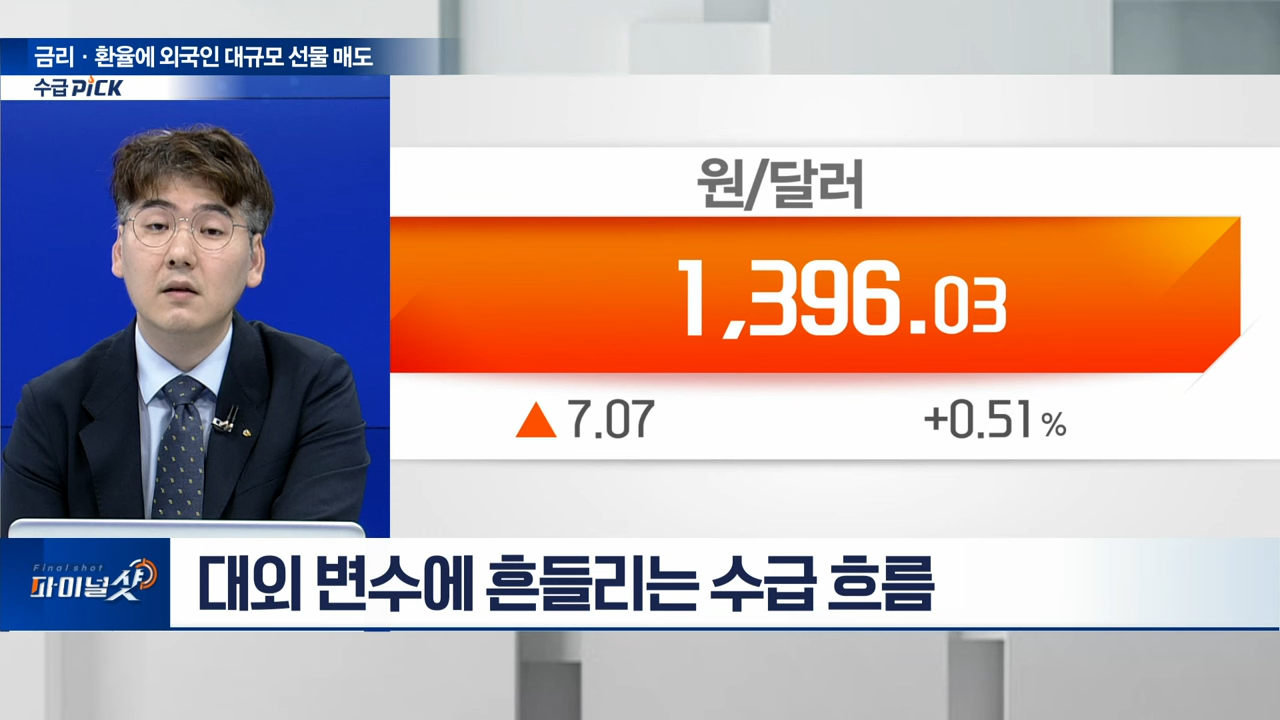 금리 · 환율에 외국인 대규모 선물 매도
수급 PiCK
원/달러
1,396.03
▲ 7.07
+0.51 %
Final shot
파이널샷
대외 변수에 흔들리는 수급 흐름